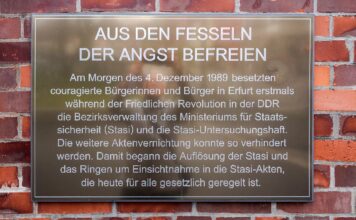 AUS DEN FESSELN
DER ANGST BEFREIEN
Am Morgen des 4. Dezember 1989 besetzten
couragierte Bürgerinnen und Bürger in Erfurt erstmals
während der Friedlichen Revolution in der DDR
die Bezirksverwaltung des Ministeriums für Staats-
sicherheit (Stasi) und die Stasi-Untersuchungshaft.
Die weitere Aktenvernichtung konnte so verhindert
werden. Damit begann die Auflösung der Stasi und
das Ringen um Einsichtnahme in die Stasi-Akten,
die heute für alle gesetzlich geregelt ist.